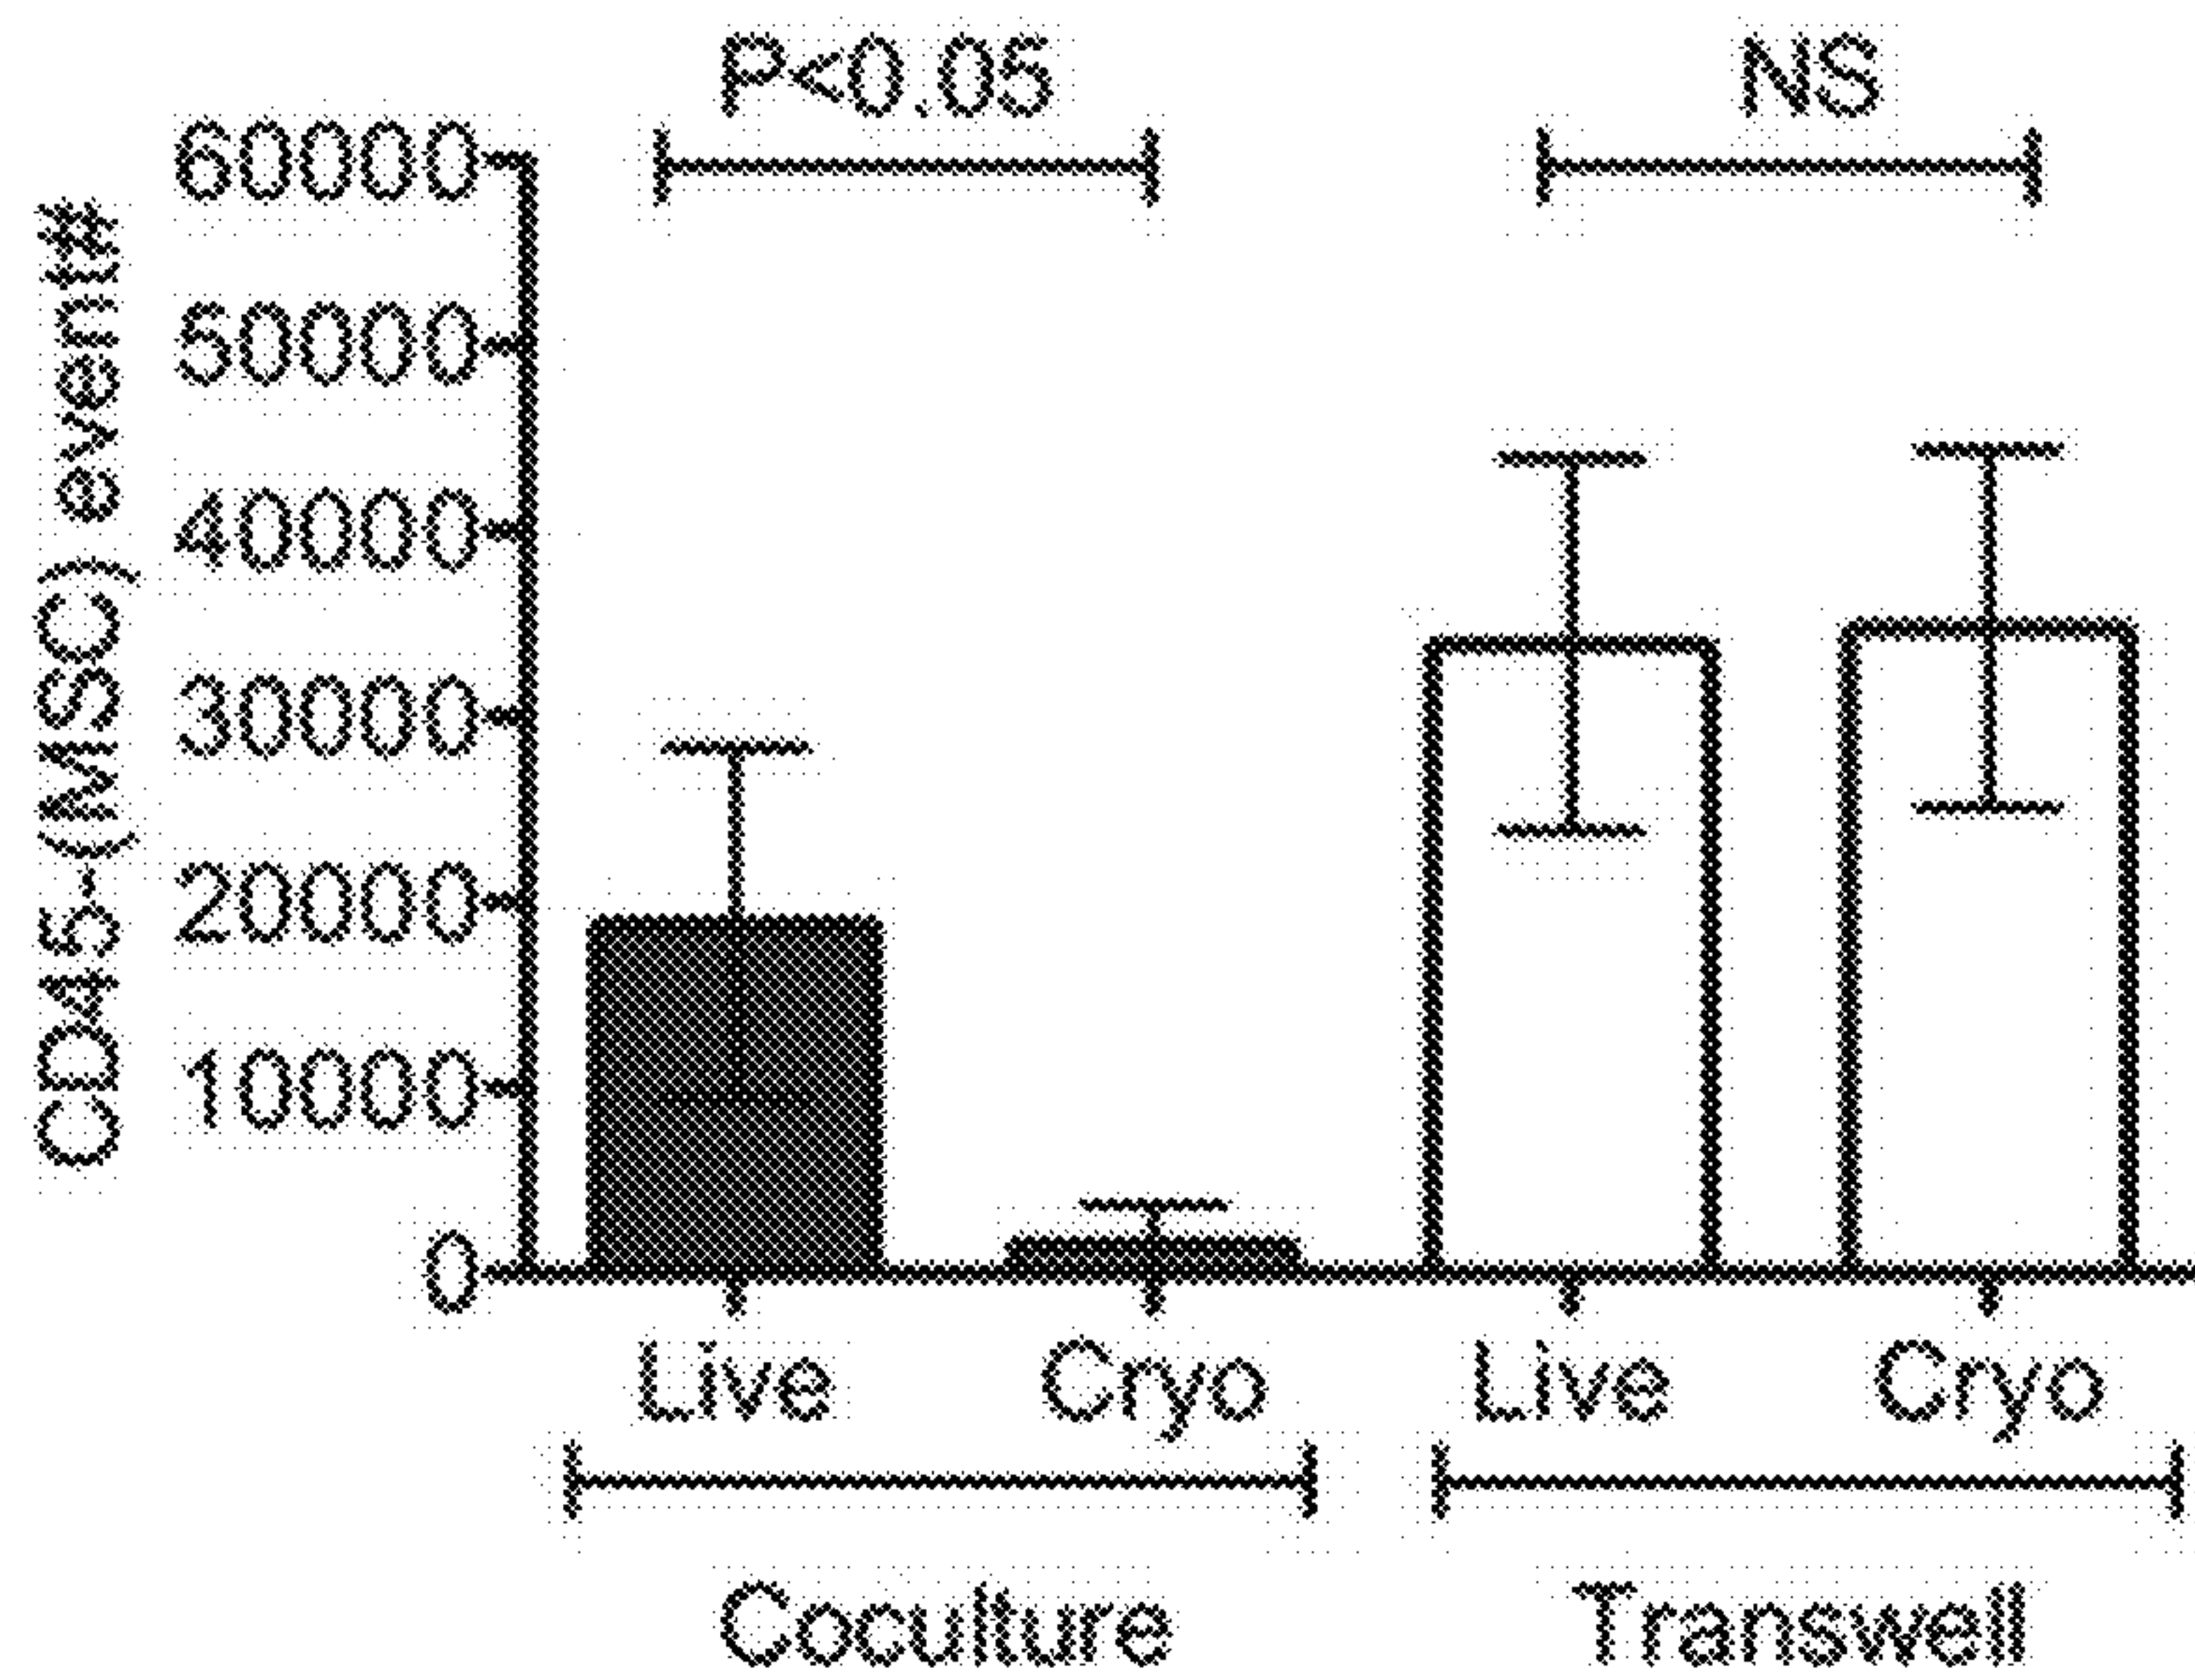 P<0.05
NS
CD45-(MSC) event#
60000
50000
40000
30000
20000
10000
0
Live Cryo Live Cryo
Coculture Transwell